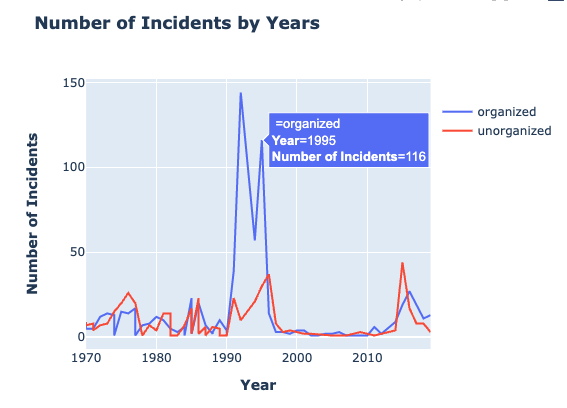 Number of Incidents by Years
150
100
50
0
Number of Incidents
1970
1980
1990
2000
2010
Year
=organized
Year=1995
Number of Incidents=116
organized
unorganized